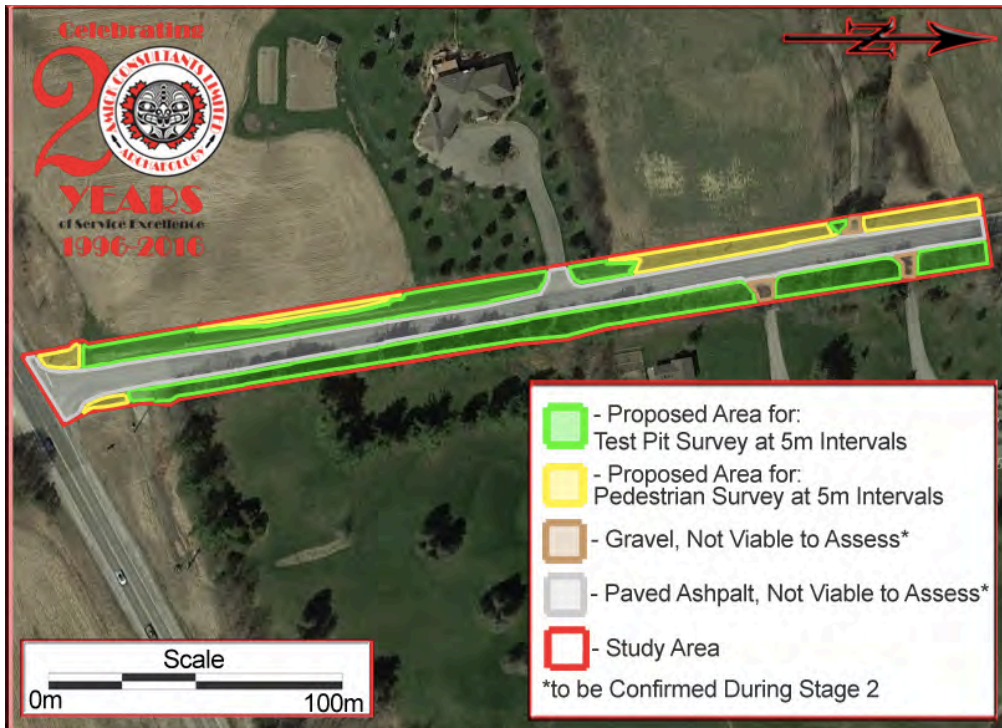 Celebrating
20
AMICK CONSULTANTS LIMITED
ARCHAEOLOGY
YEARS
of Service Excellence
1996-2016
N
- Proposed Area for:
Test Pit Survey at 5m Intervals
- Proposed Area for:
Pedestrian Survey at 5m Intervals
- Gravel, Not Viable to Assess*
- Paved Ashpalt, Not Viable to Assess*
- Study Area
*to be Confirmed During Stage 2
Scale
0m 100m